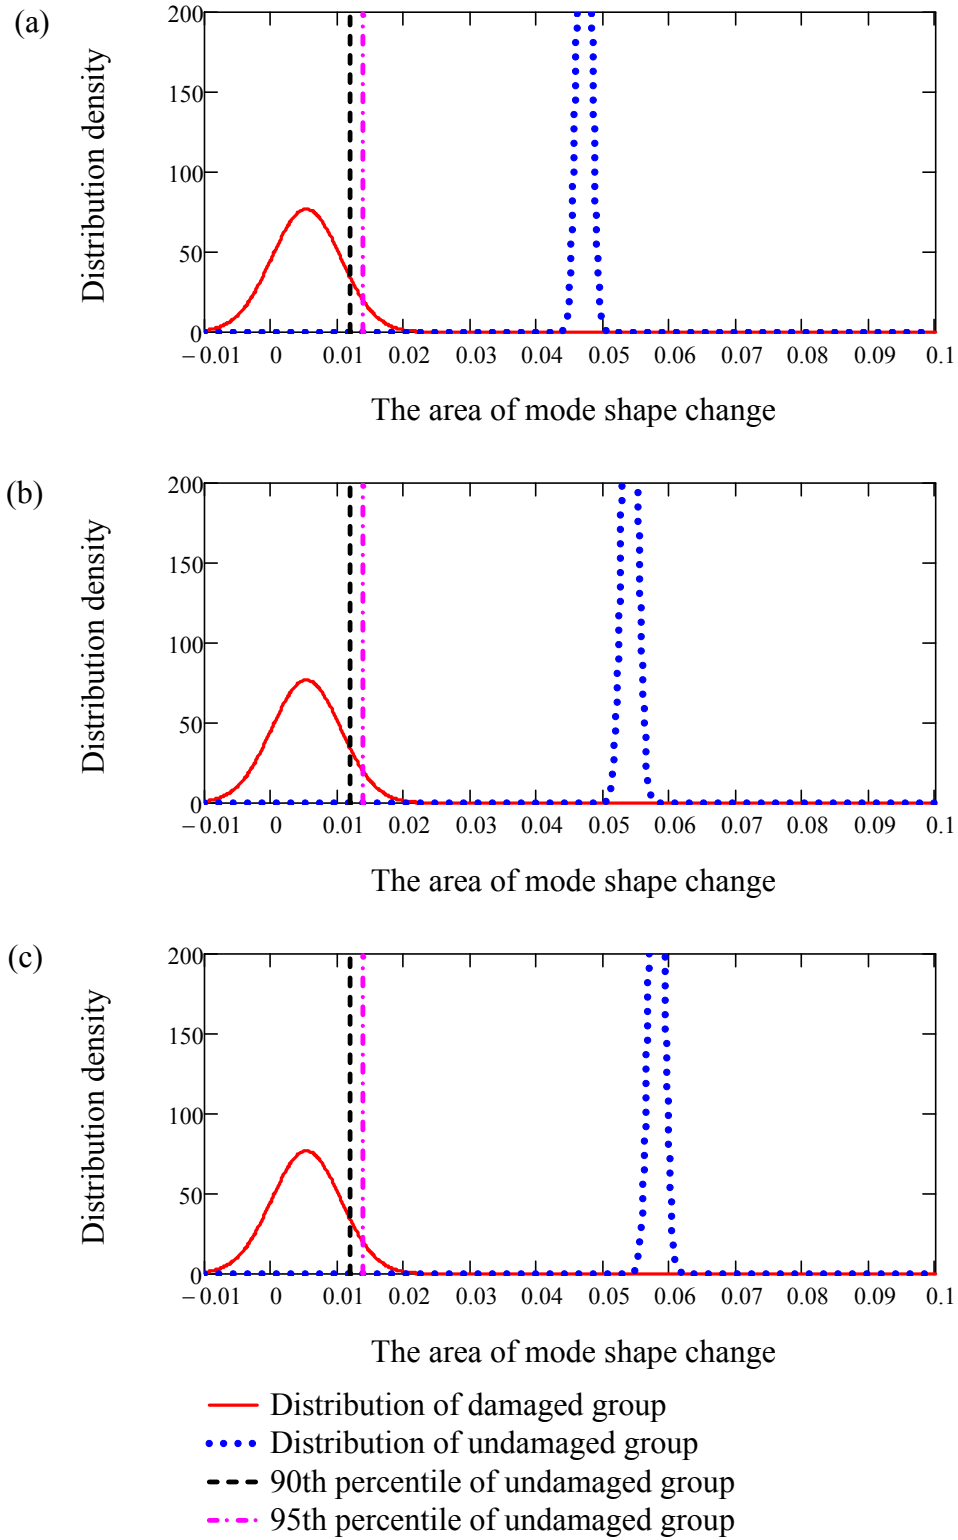 (a)
Distribution density
200
150
100
50
0
−0.01 0 0.01 0.02 0.03 0.04 0.05 0.06 0.07 0.08 0.09 0.1
The area of mode shape change
(b)
Distribution density
200
150
100
50
0
−0.01 0 0.01 0.02 0.03 0.04 0.05 0.06 0.07 0.08 0.09 0.1
The area of mode shape change
(c)
Distribution density
200
150
100
50
0
−0.01 0 0.01 0.02 0.03 0.04 0.05 0.06 0.07 0.08 0.09 0.1
The area of mode shape change
Distribution of damaged group
Distribution of undamaged group
90th percentile of undamaged group
95th percentile of undamaged group